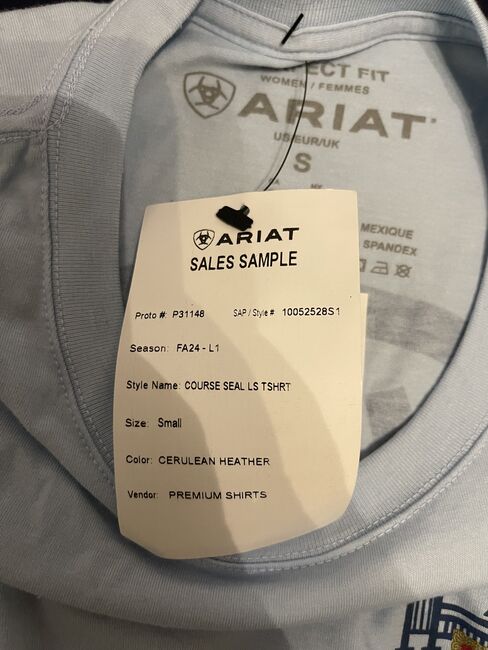 PERFECT FIT
WOMEN / FEMMES
ARIAT
US/EUR/UK
S
MEXIQUE
SPANDEX
ARIAT
SALES SAMPLE
Proto #: P31148 SAP / Style # 10052528S1
Season: FA24 - L1
Style Name: COURSE SEAL LS TSHRT
Size: Small
Color: CERULEAN HEATHER
Vendor: PREMIUM SHIRTS